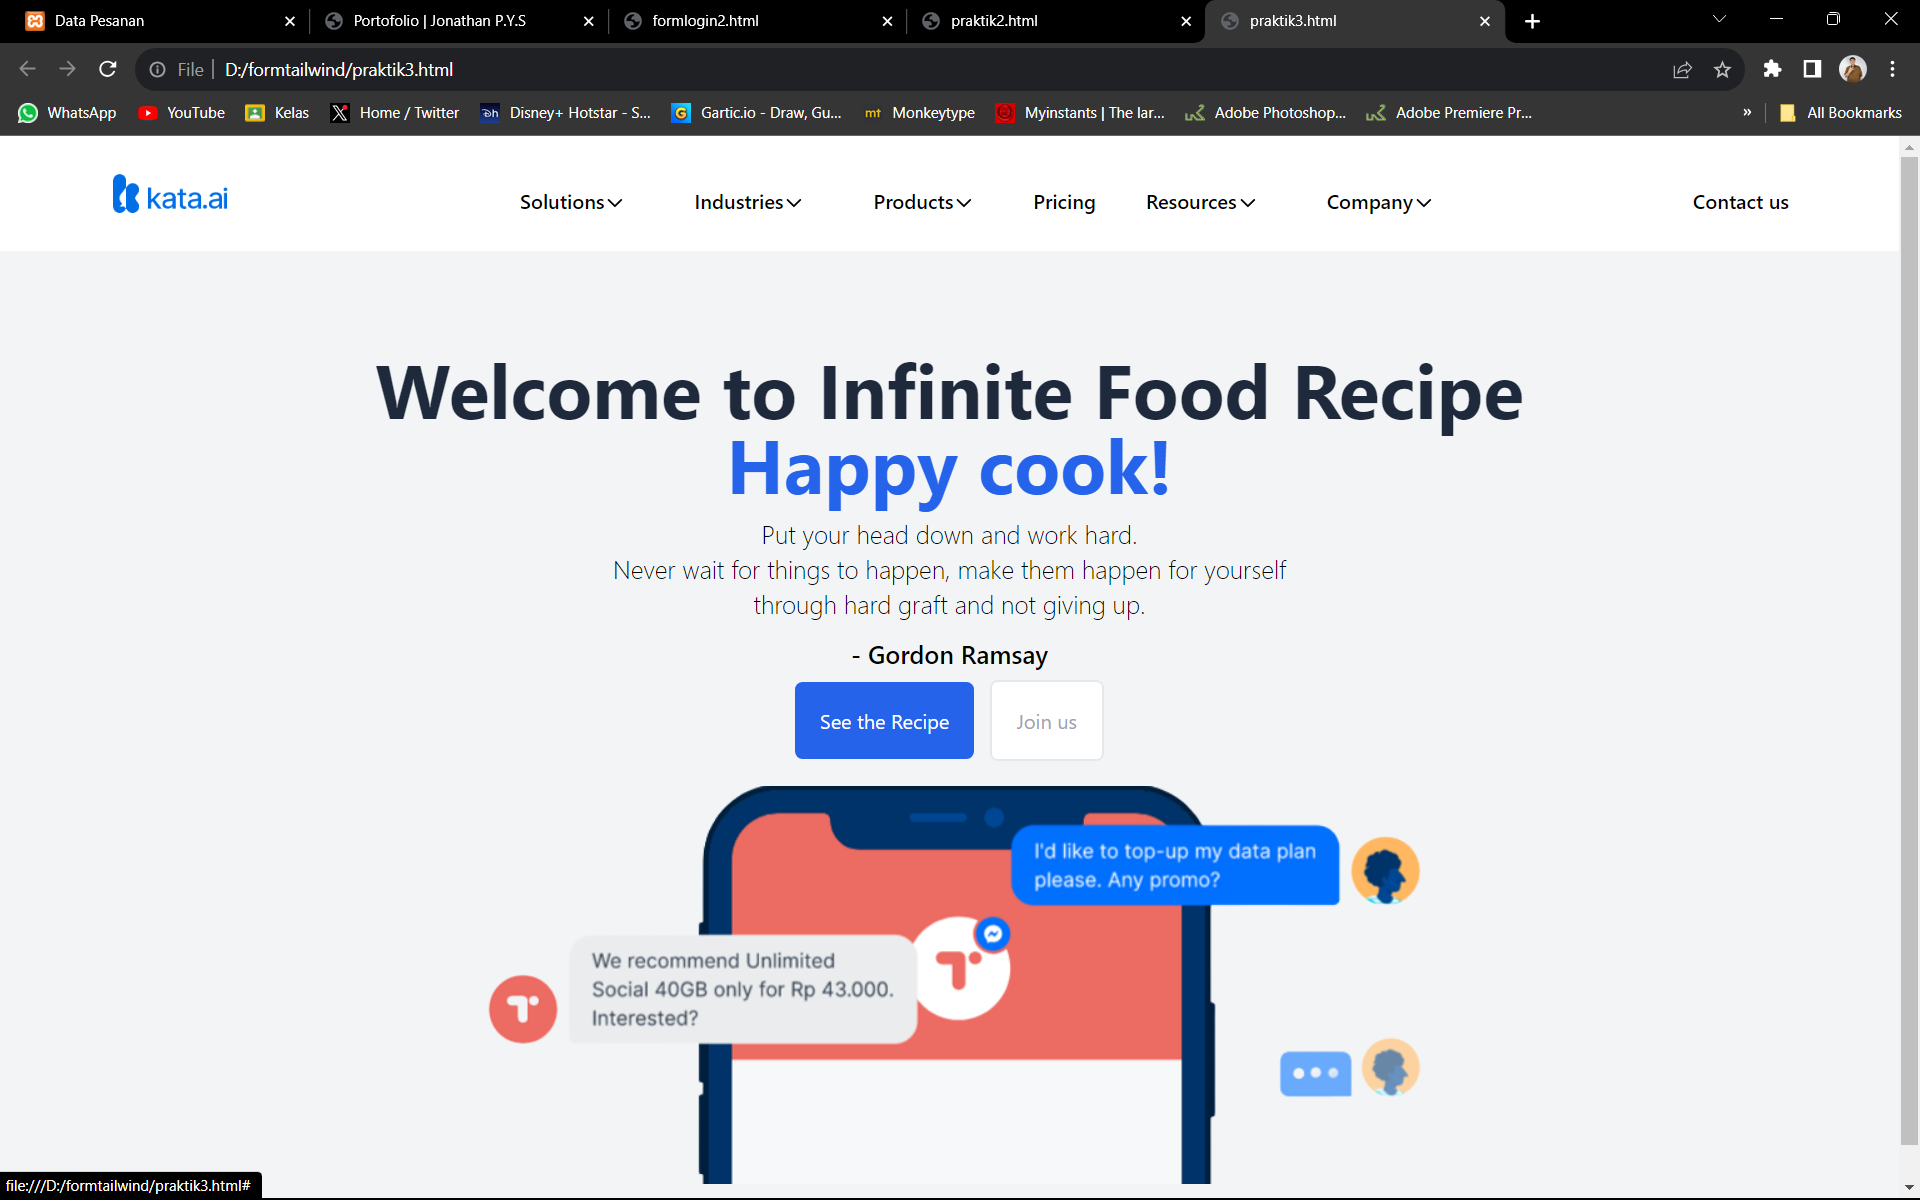 Data Pesanan
Portofolio | Jonathan P.Y.S
formlogin2.html
praktik2.html
praktik3.html
File
D:/formtailwind/praktik3.html
WhatsApp
YouTube
Kelas
Home / Twitter
Disney+ Hotstar - S...
Gartic.io - Draw, Gu...
mt Monkeytype
Myinstants | The lar...
Adobe Photoshop...
Adobe Premiere Pr...
»
All Bookmarks
kata.ai
Solutions
Industries
Products
Pricing
Resources
Company
Contact us
Welcome to Infinite Food Recipe
Happy cook!
Put your head down and work hard.
Never wait for things to happen, make them happen for yourself
through hard graft and not giving up.
- Gordon Ramsay
See the Recipe
Join us
I'd like to top-up my data plan
please. Any promo?
We recommend Unlimited
Social 40GB only for Rp 43.000.
Interested?
file:///D:/formtailwind/praktik3.html#